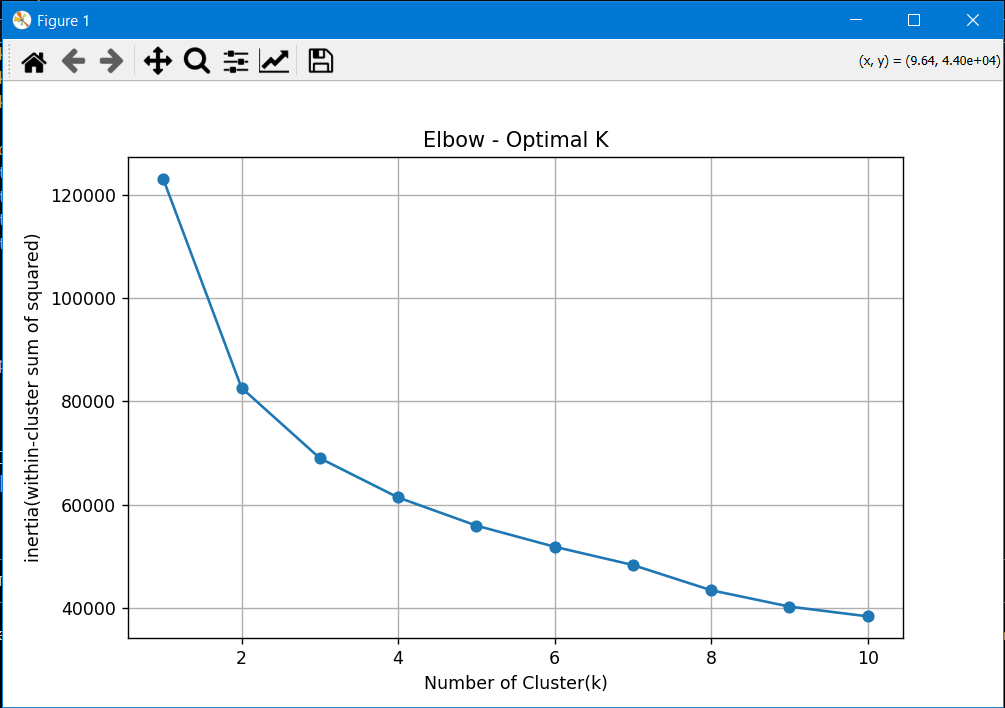 Figure 1
(x, y) = (9.64, 4.40e+04)
Elbow - Optimal K
120000
100000
80000
60000
40000
inertia(within-cluster sum of squared)
2 4 6 8 10
Number of Cluster(k)